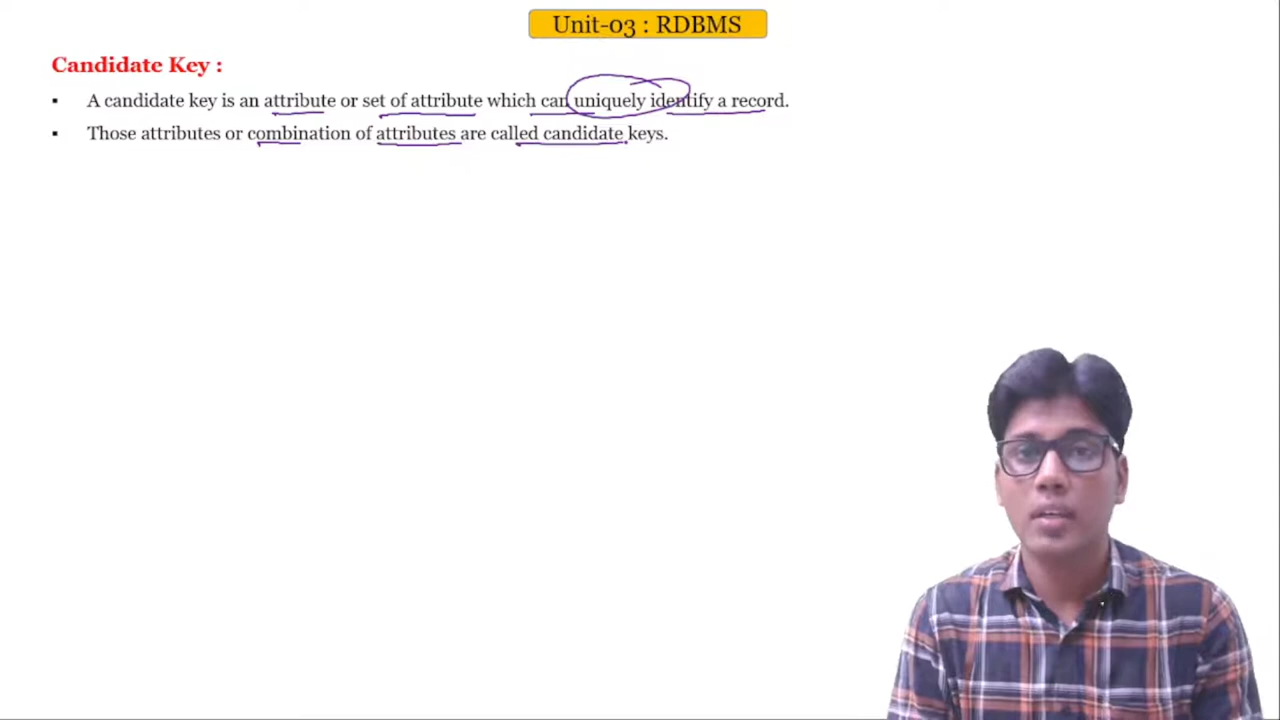 Unit-03 : RDBMS
Candidate Key :
▪ A candidate key is an attribute or set of attribute which can uniquely identify a record.
▪ Those attributes or combination of attributes are called candidate keys.